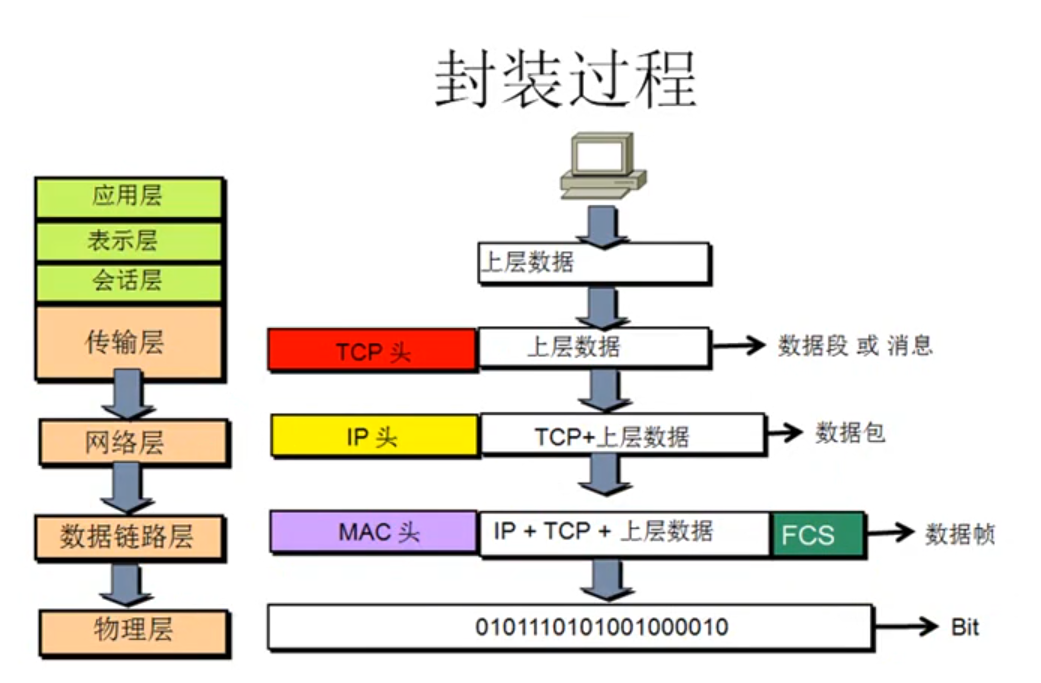 封装过程
应用层
表示层
会话层
传输层
网络层
数据链路层
物理层
上层数据
TCP 头 上层数据 数据段 或 消息
IP 头 TCP+上层数据 数据包
MAC 头 IP + TCP + 上层数据 FCS 数据帧
0101110101001000010 Bit